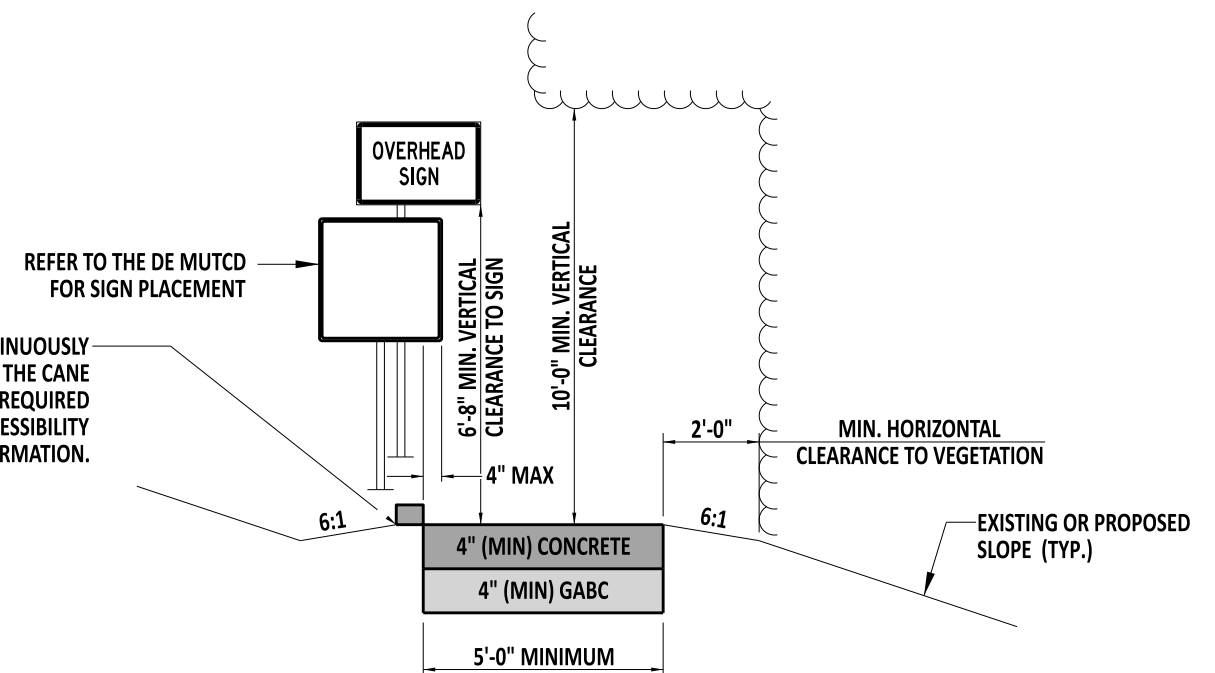 OVERHEAD
SIGN
REFER TO THE DE MUTCD
FOR SIGN PLACEMENT
6'-8" MIN. VERTICAL
CLEARANCE TO SIGN
10'-0" MIN. VERTICAL
CLEARANCE
THE CANE
REQUIRED
2'-0"
MIN. HORIZONTAL
CLEARANCE TO VEGETATION
4" MAX
6:1
6:1
EXISTING OR PROPOSED
SLOPE (TYP.)
4" (MIN) CONCRETE
4" (MIN) GABC
5'-0" MINIMUM